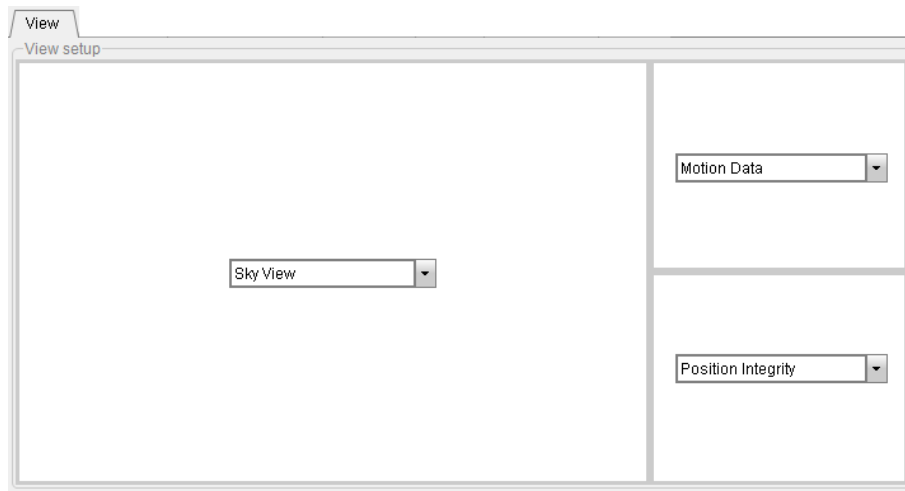 View
View setup
Motion Data
Sky View
Position Integrity